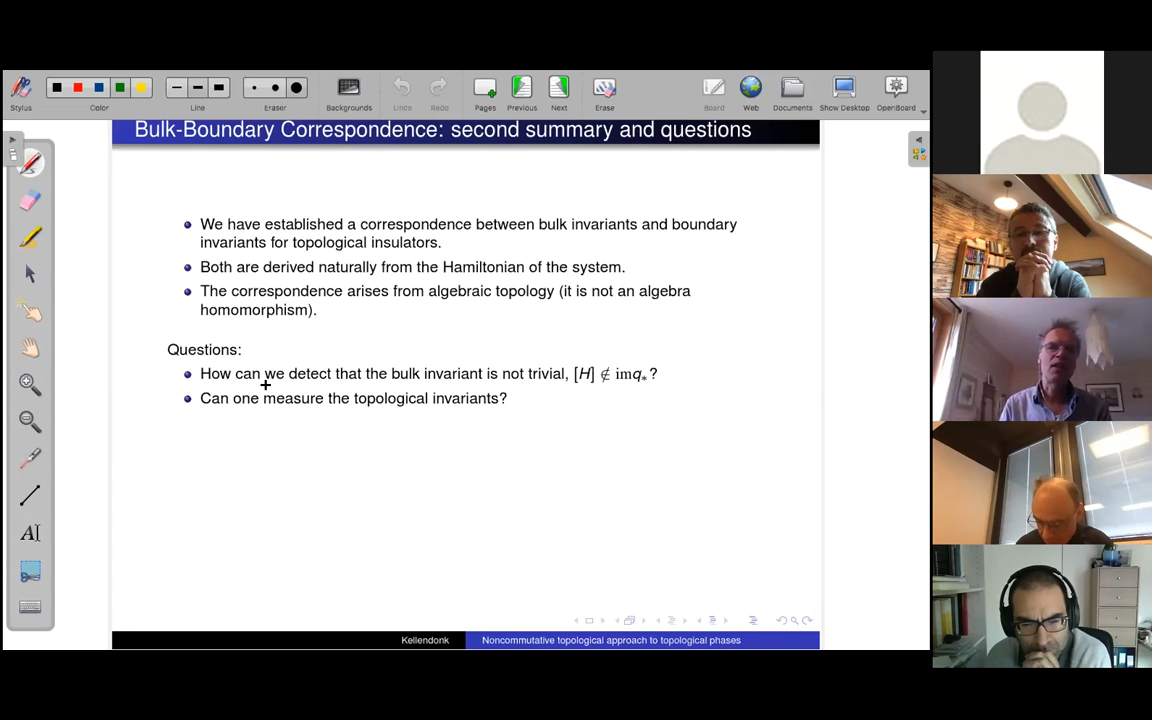 Stylus
Color
Line
Eraser
Backgrounds
Undo
Redo
Pages
Previous
Next
Erase
Board
Web
Documents
Show Desktop
OpenBoard
Bulk-Boundary Correspondence: second summary and questions
We have established a correspondence between bulk invariants and boundary
invariants for topological insulators.
Both are derived naturally from the Hamiltonian of the system.
The correspondence arises from algebraic topology (it is not an algebra
homomorphism).
Questions:
How can we detect that the bulk invariant is not trivial, [H] ∉ imq∗?
Can one measure the topological invariants?
Kellendonk
Noncommutative topological approach to topological phases